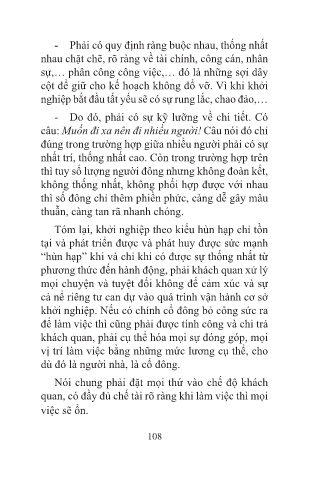 - Phải có quy định ràng buộc nhau, thống nhất
nhau chặt chẽ, rõ ràng về tài chính, công cán, nhân
sự,… phân công công việc,… đó là những sợi dây
cột để giữ cho kế hoạch không đổ vỡ. Vì khi khởi
nghiệp bắt đầu tất yếu sẽ có sự rung lắc, chao đảo,…
- Do đó, phải có sự kỹ lưỡng về chi tiết. Có
câu: Muốn đi xa nên đi nhiều người! Câu nói đó chỉ
đúng trong trường hợp giữa nhiều người phải có sự
nhất trí, thống nhất cao. Còn trong trường hợp trên
thì tuy số lượng người đông nhưng không đoàn kết,
không thống nhất, không phối hợp được với nhau
thì số đông chỉ thêm phiền phức, càng dễ gây mâu
thuẫn, càng tan rã nhanh chóng.
Tóm lại, khởi nghiệp theo kiểu hùn hạp chỉ tồn
tại và phát triển được và phát huy được sức mạnh
“hùn hạp” khi và chỉ khi có được sự thống nhất từ
phương thức đến hành động, phải khách quan xử lý
mọi chuyện và tuyệt đối không để cảm xúc và sự
cả nể riêng tư can dự vào quá trình vận hành cơ sở
khởi nghiệp. Nếu có chính cổ đông bỏ công sức ra
để làm việc thì cũng phải được tính công và chi trả
khách quan, phải cụ thể hóa mọi sự đóng góp, mọi
vị trí làm việc bằng những mức lương cụ thể, cho
dù đó là người nhà, là cổ đông.
Nói chung phải đặt mọi thứ vào chế độ khách
quan, có đầy đủ chế tài rõ ràng khi làm việc thì mọi
việc sẽ ổn.
108